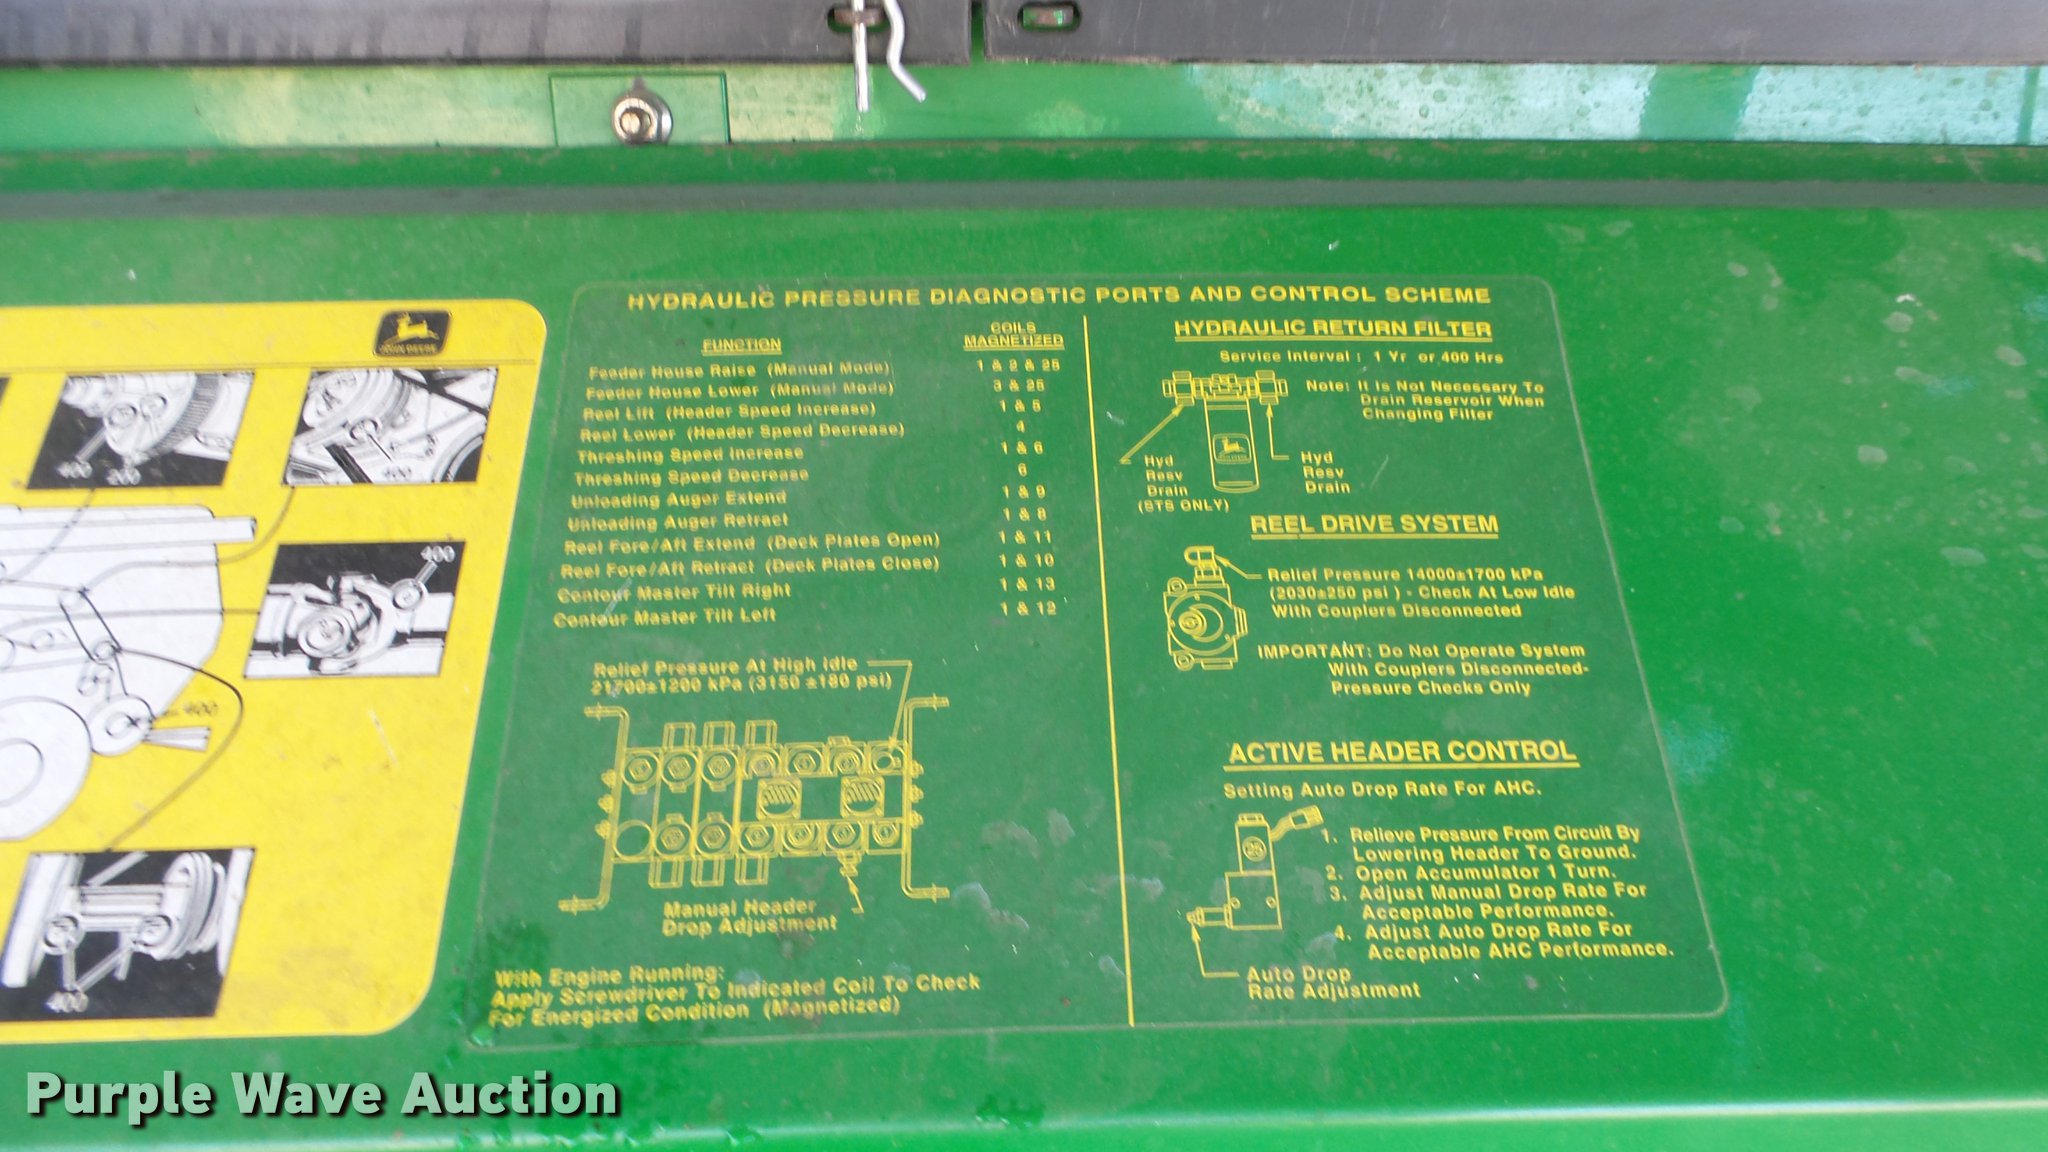 JOHN DEERE
400
200
400
400
400
400
HYDRAULIC PRESSURE DIAGNOSTIC PORTS AND CONTROL SCHEME
FUNCTION COILS MAGNETIZED
Feeder House Raise (Manual Mode) 1 & 2 & 25
Feeder House Lower (Manual Mode) 3 & 25
Reel Lift (Header Speed Increase) 1 & 5
Reel Lower (Header Speed Decrease) 4
Threshing Speed Increase 1 & 6
Threshing Speed Decrease 6
Unloading Auger Extend 1 & 9
Unloading Auger Retract 1 & 8
Reel Fore/Aft Extend (Deck Plates Open) 1 & 11
Reel Fore/Aft Retract (Deck Plates Close) 1 & 10
Contour Master Tilt Right 1 & 13
Contour Master Tilt Left 1 & 12
Relief Pressure At High Idle
21700±1200 kPa (3150 ±180 psi)
Manual Header
Drop Adjustment
With Engine Running:
Apply Screwdriver To Indicated Coil To Check
For Energized Condition (Magnetized)
HYDRAULIC RETURN FILTER
Service Interval : 1 Yr or 400 Hrs
Note: It Is Not Necessary To
Drain Reservoir When
Changing Filter
Hyd
Resv
Drain
(STS ONLY)
Hyd
Resv
Drain
REEL DRIVE SYSTEM
Relief Pressure 14000±1700 kPa
(2030±250 psi ) - Check At Low Idle
With Couplers Disconnected
IMPORTANT: Do Not Operate System
With Couplers Disconnected-
Pressure Checks Only
ACTIVE HEADER CONTROL
Setting Auto Drop Rate For AHC.
25
1. Relieve Pressure From Circuit By
Lowering Header To Ground.
2. Open Accumulator 1 Turn.
3. Adjust Manual Drop Rate For
Acceptable Performance.
4. Adjust Auto Drop Rate For
Acceptable AHC Performance.
Auto Drop
Rate Adjustment
Purple Wave Auction